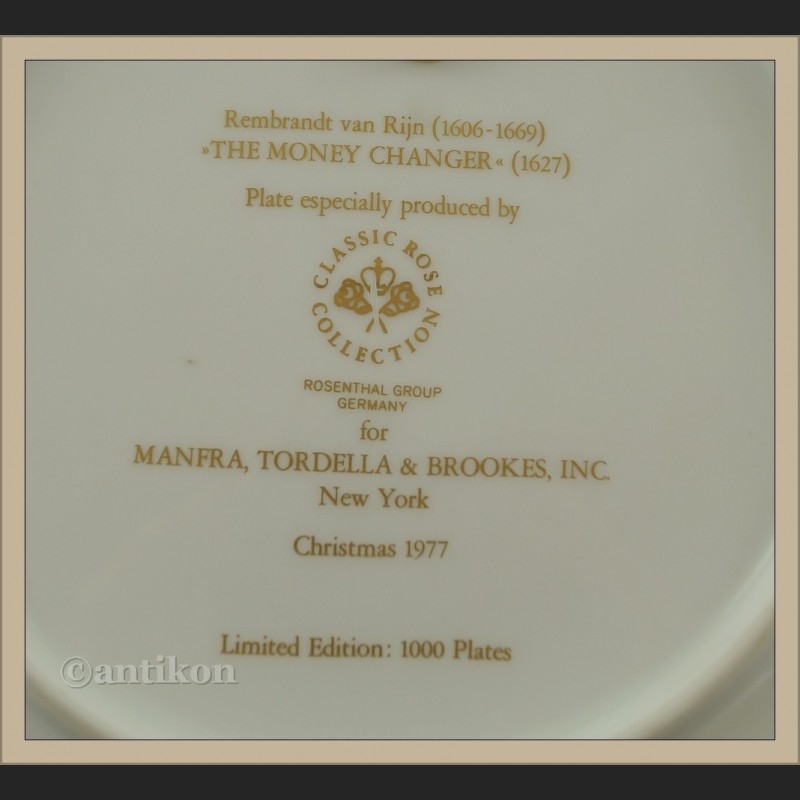 Rembrandt van Rijn (1606-1669)
»THE MONEY CHANGER« (1627)
Plate especially produced by
CLASSIC ROSE
COLLECTION
ROSENTHAL GROUP
GERMANY
for
MANFRA, TORDELLA & BROOKES, INC.
New York
Christmas 1977
Limited Edition: 1000 Plates
©antikon